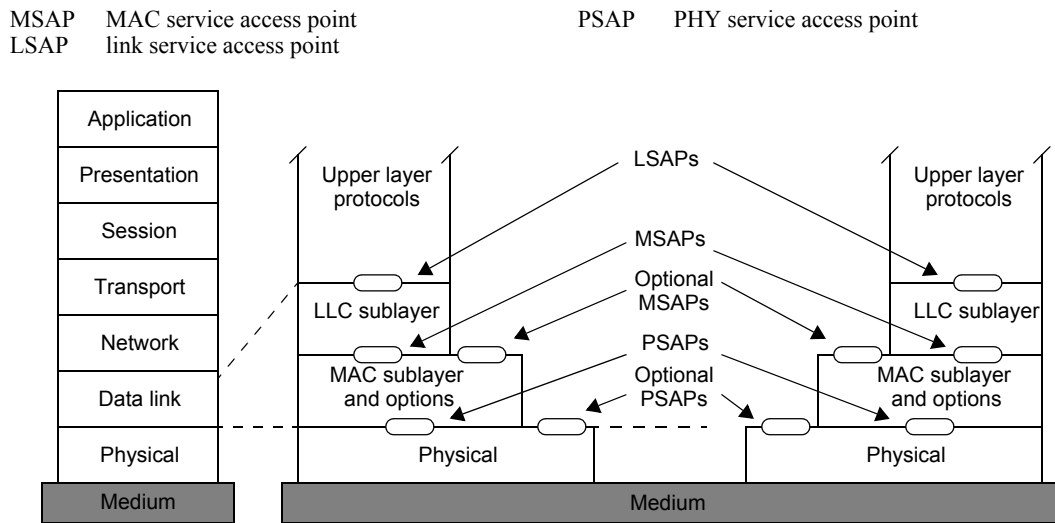 MSAP MAC service access point PSAP PHY service access point
LSAP link service access point
Application
Presentation
Session
Transport
Network
Data link
Physical
Medium
Upper layer
protocols
LLC sublayer
MAC sublayer
and options
Physical
LSAPs
MSAPs
Optional
MSAPs
PSAPs
Optional
PSAPs
Upper layer
protocols
LLC sublayer
MAC sublayer
and options
Physical
Medium